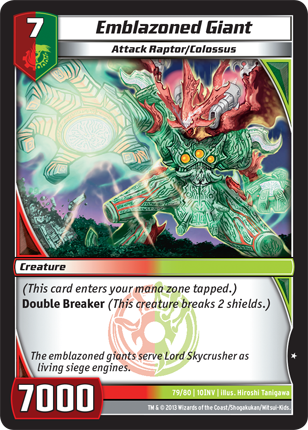 7
Emblazoned Giant
Attack Raptor/Colossus
Creature
(This card enters your mana zone tapped.)
Double Breaker (This creature breaks 2 shields.)
The emblazoned giants serve Lord Skycrusher as
living siege engines.
7000
79/80 | 10INV | Illus. Hiroshi Tanigawa
TM & © 2013 Wizards of the Coast/Shogakukan/Mitsui-Kids.